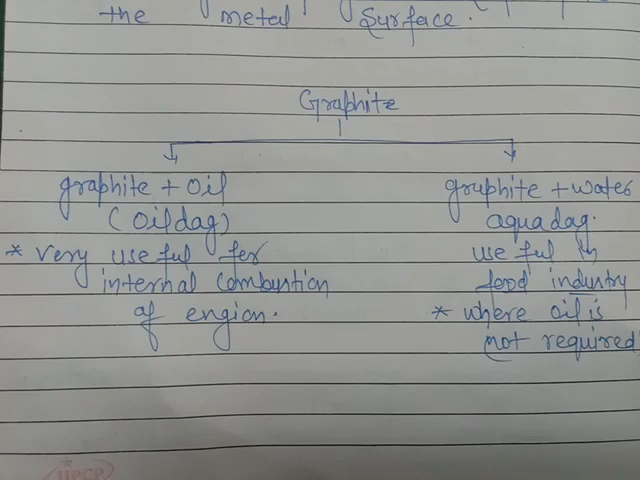 the metal Surface.
Graphite
graphite + Oil
(Oildag)
* very useful for
internal Combustion
of engion.
graphite + water
aquadag.
useful in
food industry
* where oil is
not required